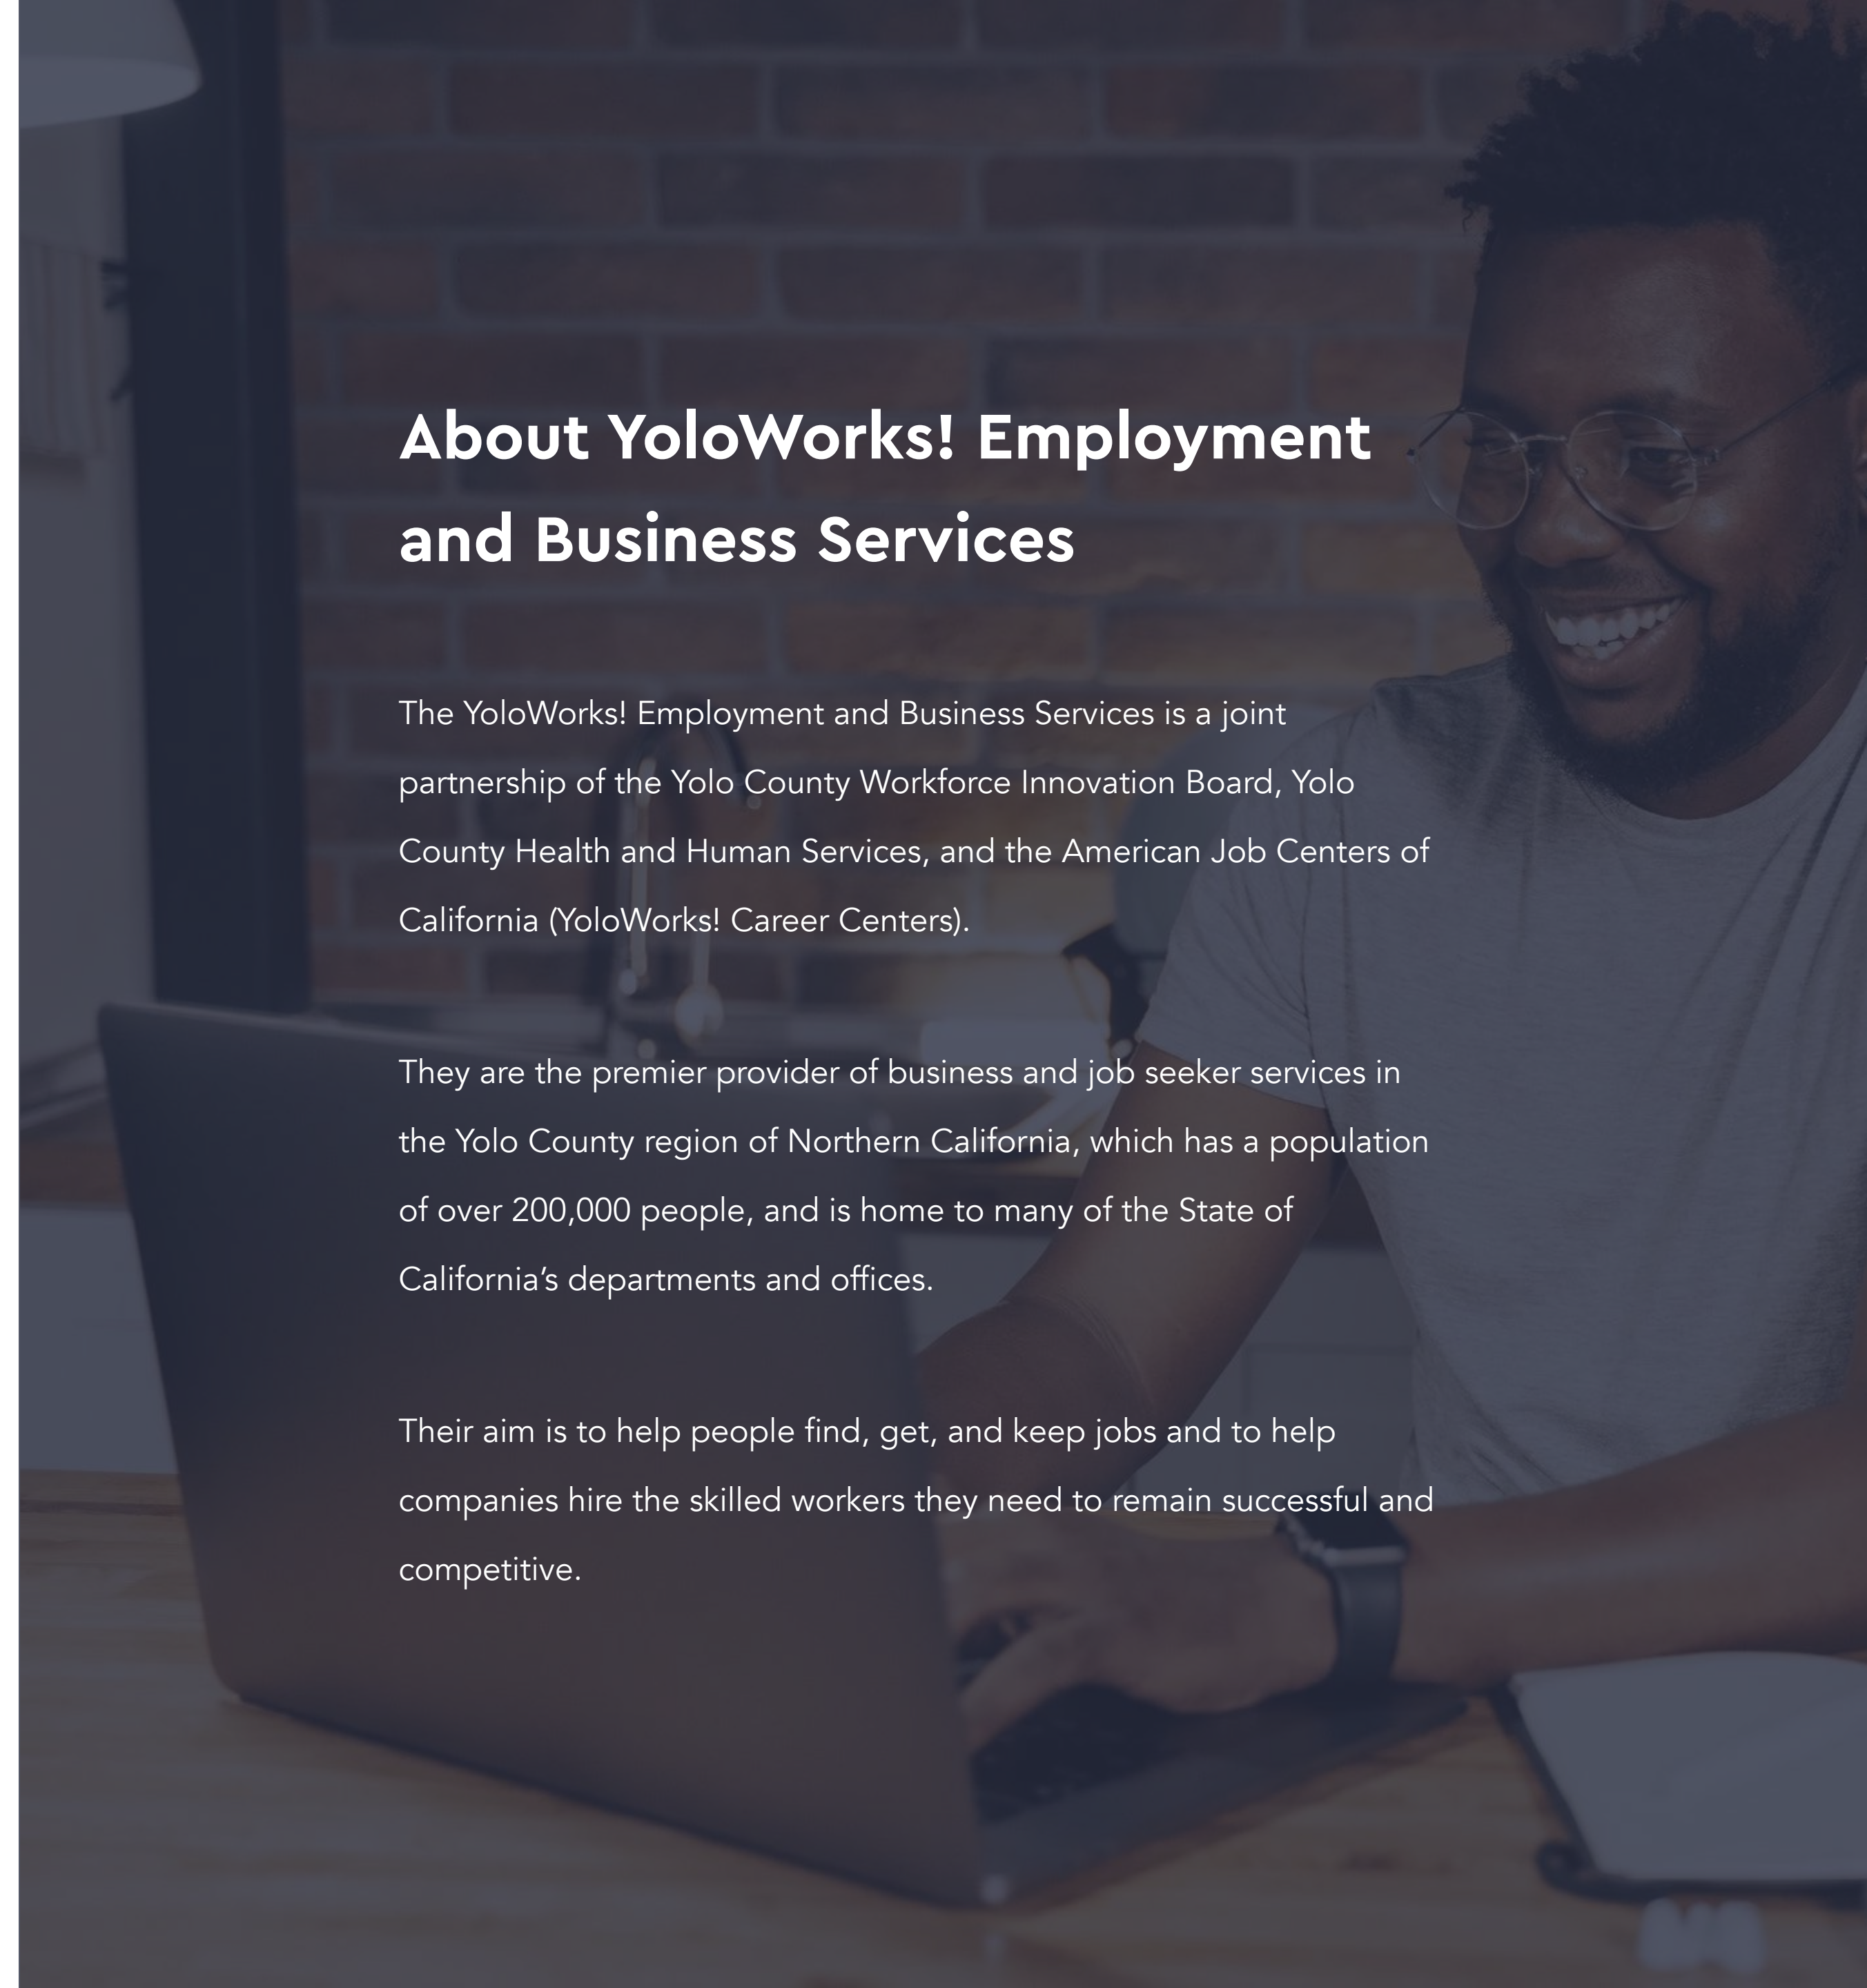 About YoloWorks! Employment
and Business Services
The YoloWorks! Employment and Business Services is a joint
partnership of the Yolo County Workforce Innovation Board, Yolo
County Health and Human Services, and the American Job Centers of
California (YoloWorks! Career Centers).
They are the premier provider of business and job seeker services in
the Yolo County region of Northern California, which has a population
of over 200,000 people, and is home to many of the State of
California’s departments and offices.
Their aim is to help people find, get, and keep jobs and to help
companies hire the skilled workers they need to remain successful and
competitive.